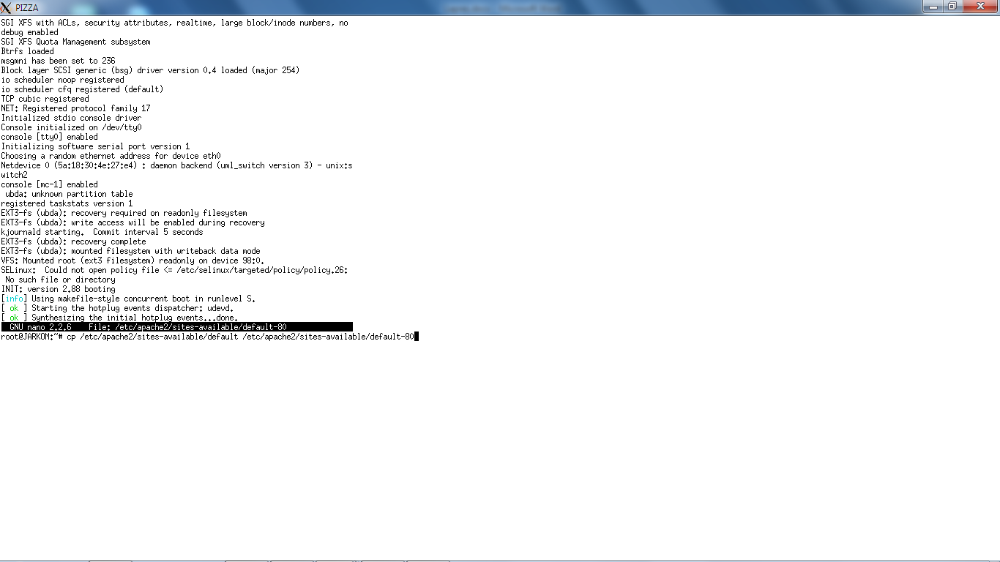 PIZZA
SGI XFS with ACLs, security attributes, realtime, large block/inode numbers, no
debug enabled
SGI XFS Quota Management subsystem
Btrfs loaded
msgmni has been set to 236
Block layer SCSI generic (bsg) driver version 0.4 loaded (major 254)
io scheduler noop registered
io scheduler cfq registered (default)
TCP cubic registered
NET: Registered protocol family 17
Initialized stdio console driver
Console initialized on /dev/tty0
console [tty0] enabled
Initializing software serial port version 1
Choosing a random ethernet address for device eth0
Netdevice 0 (5a:18:30:4e:27:e4) : daemon backend (uml_switch version 3) - unix:s
witch2
console [mc-1] enabled
 ubda: unknown partition table
registered taskstats version 1
EXT3-fs (ubda): recovery required on readonly filesystem
EXT3-fs (ubda): write access will be enabled during recovery
kjournald starting.  Commit interval 5 seconds
EXT3-fs (ubda): recovery complete
EXT3-fs (ubda): mounted filesystem with writeback data mode
VFS: Mounted root (ext3 filesystem) readonly on device 98:0.
SELinux:  Could not open policy file <= /etc/selinux/targeted/policy/policy.26:
 No such file or directory
INIT: version 2.88 booting
[info] Using makefile-style concurrent boot in runlevel S.
[ ok ] Starting the hotplug events dispatcher: udevd.
[ ok ] Synthesizing the initial hotplug events...done.
  GNU nano 2.2.6    File: /etc/apache2/sites-available/default-80
root@JARKOM:~# cp /etc/apache2/sites-available/default /etc/apache2/sites-available/default-80